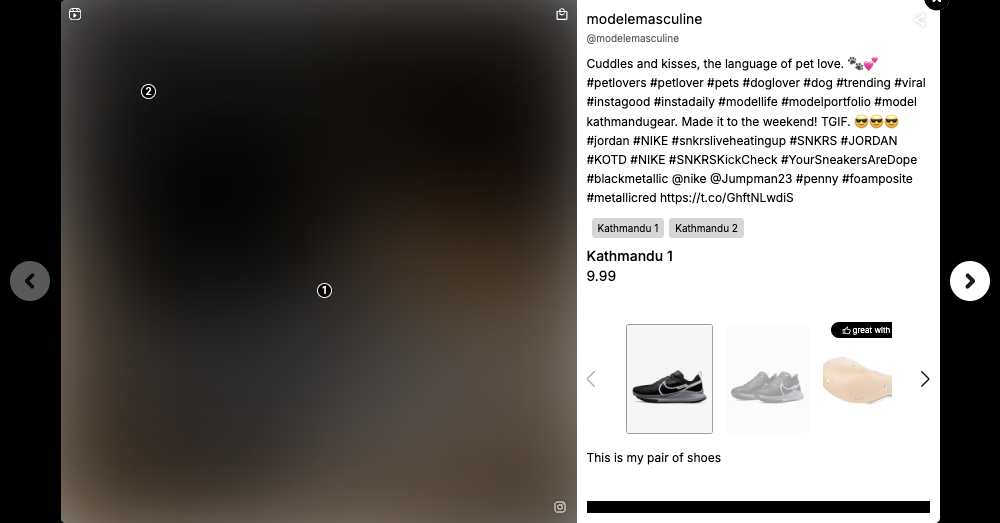 modelemasculine
@modelemasculine
Cuddles and kisses, the language of pet love. 🐾💕
#petlovers #petlover #pets #doglover #dog #trending #viral
#instagood #instadaily #modellife #modelportfolio #model
kathmandugear. Made it to the weekend! TGIF. 😎😎😎
#jordan #NIKE #snkrsliveheatingup #SNKRS #JORDAN
#KOTD #NIKE #SNKRSKickCheck #YourSneakersAreDope
#blackmetallic @nike @Jumpman23 #penny #foamposite
#metallicred https://t.co/GhftNLwdiS
Kathmandu 1 Kathmandu 2
Kathmandu 1
9.99
great with
This is my pair of shoes
2
1